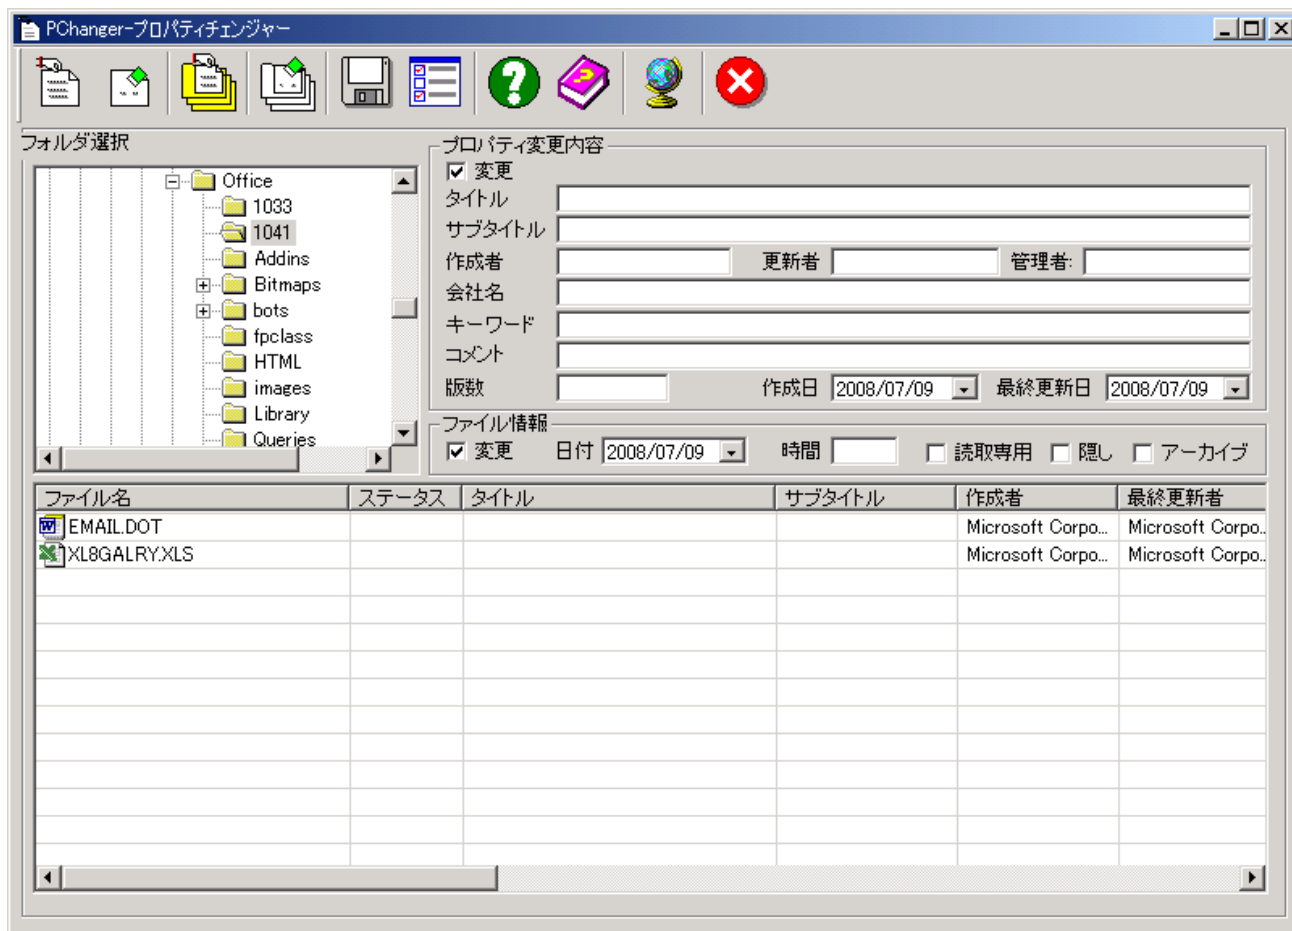 PChanger-プロパティチェンジャー
フォルダ選択
Office
1033
1041
Addins
Bitmaps
bots
fpclass
HTML
images
Library
Queries
プロパティ変更内容
変更
タイトル
サブタイトル
作成者 更新者 管理者:
会社名
キーワード
コメント
版数 作成日 2008/07/09 最終更新日 2008/07/09
ファイル情報
変更 日付 2008/07/09 時間 読取専用 隠し アーカイブ
ファイル名 ステータス タイトル サブタイトル 作成者 最終更新者
EMAIL.DOT Microsoft Corpo... Microsoft Corpo..
XL8GALRY.XLS Microsoft Corpo... Microsoft Corpo..